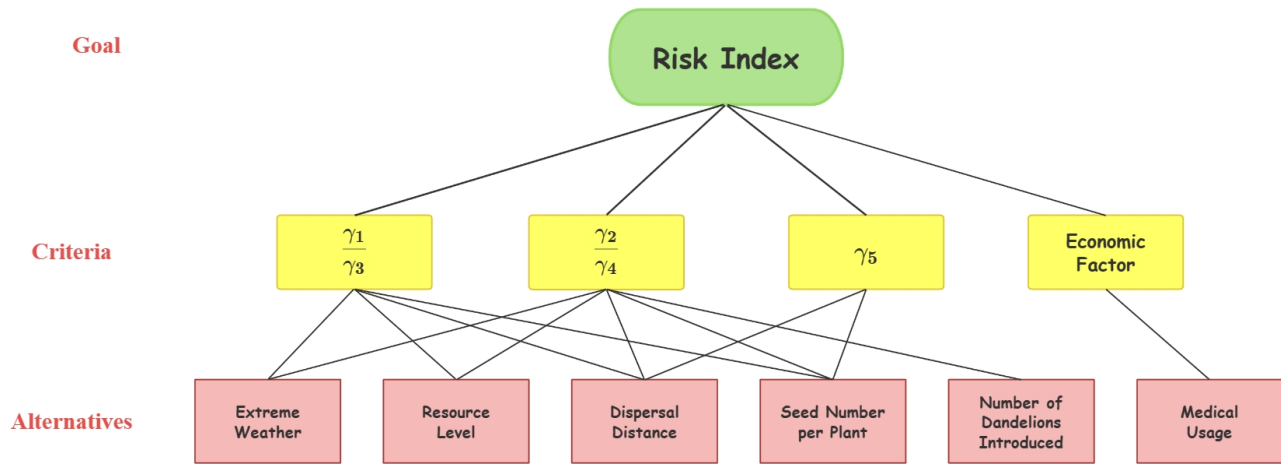 Goal
Risk Index
Criteria
γ1
γ3
γ2
γ4
γ5
Economic
Factor
Alternatives
Extreme
Weather
Resource
Level
Dispersal
Distance
Seed Number
per Plant
Number of
Dandelions
Introduced
Medical
Usage